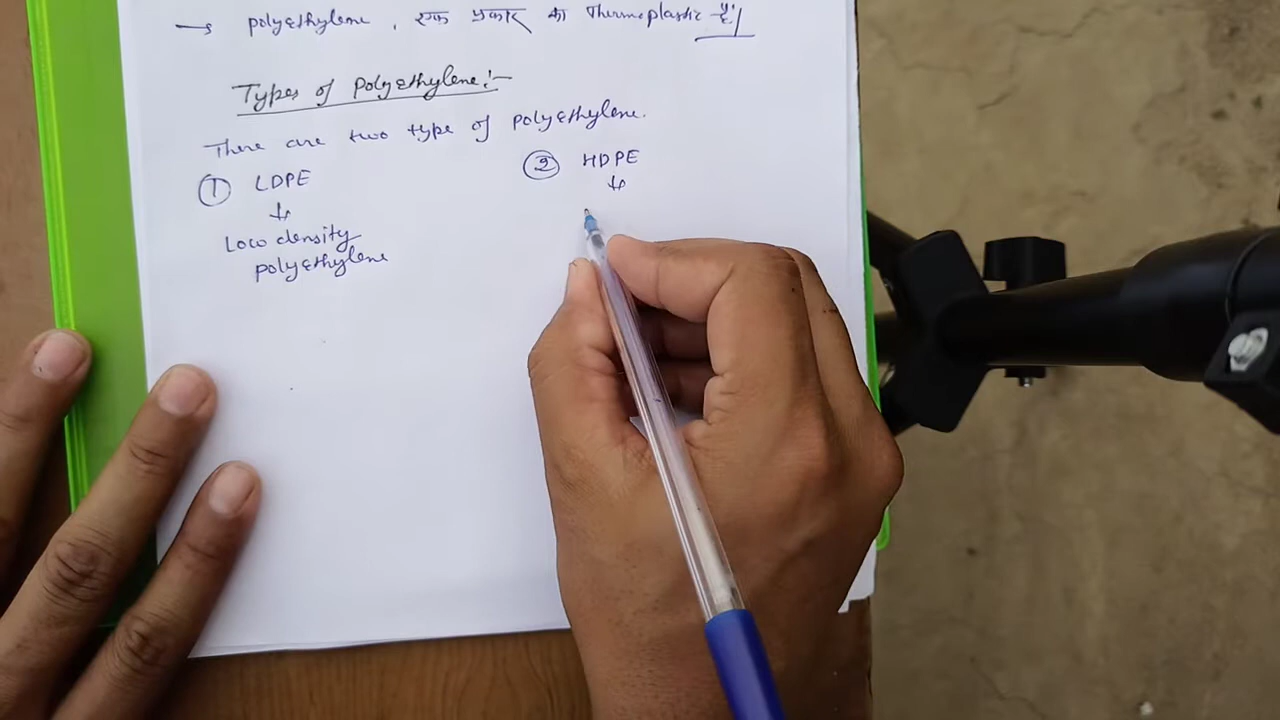 → polyethylene, एक प्रकार का Thermoplastic है।
Types of Polyethylene:-
There are two type of polyethylene.
① LDPE
② HDPE
↓
↓
Low density
polyethylene